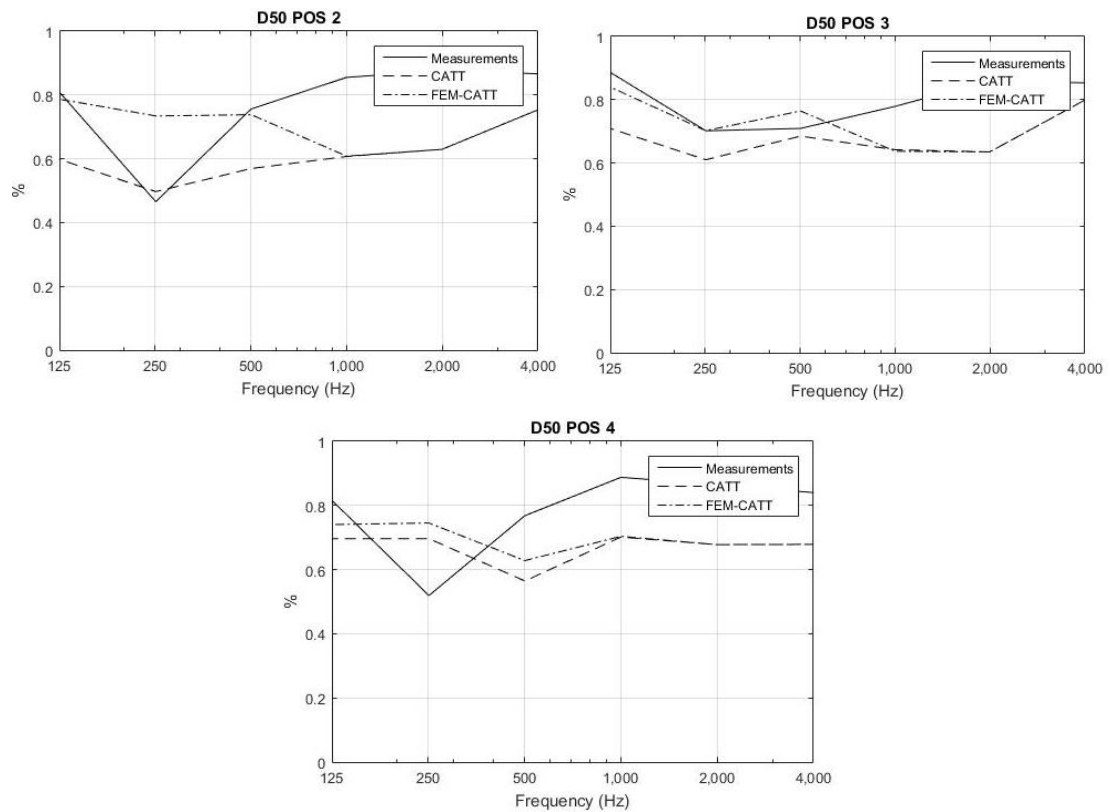 D50 POS 2
1
0.8
0.6
0.4
0.2
0
%
Measurements
CATT
FEM-CATT
125 250 500 1,000 2,000 4,000
Frequency (Hz)
D50 POS 3
1
0.8
0.6
0.4
0.2
0
%
Measurements
CATT
FEM-CATT
125 250 500 1,000 2,000 4,000
Frequency (Hz)
D50 POS 4
1
0.8
0.6
0.4
0.2
0
%
Measurements
CATT
FEM-CATT
125 250 500 1,000 2,000 4,000
Frequency (Hz)